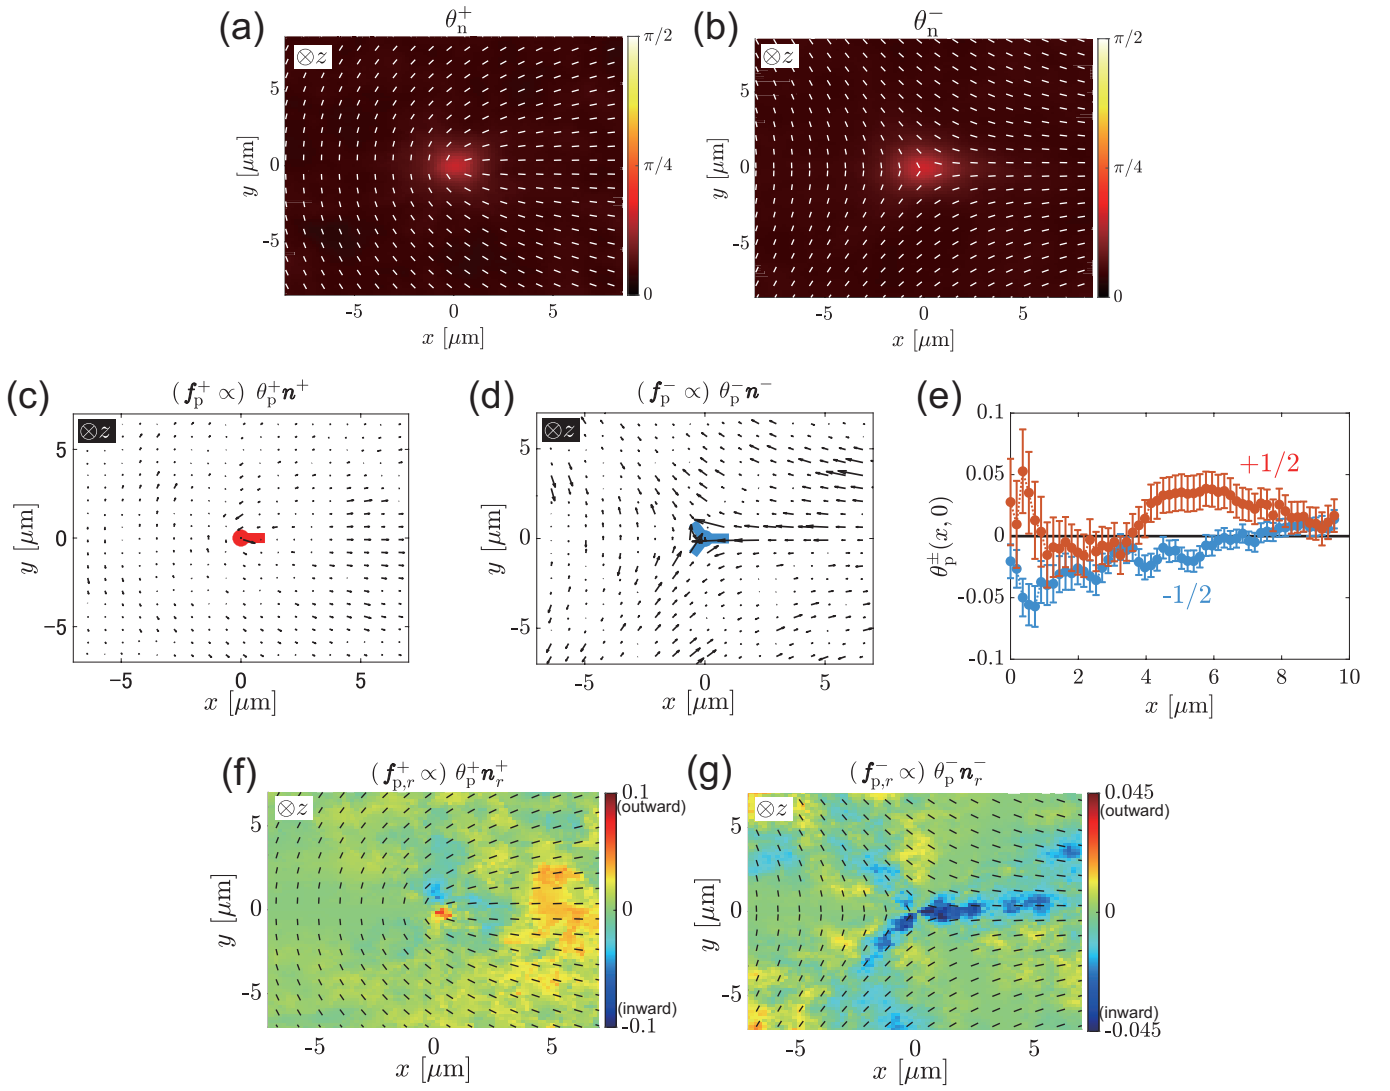 (a)
θn+
⊗z
π/2
π/4
0
5
0
-5
y [μm]
-5
0
5
x [μm]
(b)
θn−
⊗z
π/2
π/4
0
5
0
-5
y [μm]
-5
0
5
x [μm]
(c)
(fp+ ∝) θp+n+
⊗z
5
0
−5
y [μm]
−5
0
5
x [μm]
(d)
(fp− ∝) θp−n−
⊗z
5
0
-5
y [μm]
-5
0
5
x [μm]
(e)
0.1
0.05
0
-0.05
-0.1
θp±(x, 0)
+1/2
-1/2
0
2
4
6
8
10
x [μm]
(f)
(fp,r+ ∝) θp+nr+
⊗z
0.1
(outward)
0
(inward)
-0.1
5
0
-5
y [μm]
-5
0
5
x [μm]
(g)
(fp,r− ∝) θp−nr−
⊗z
0.045
(outward)
0
(inward)
-0.045
5
0
-5
y [μm]
-5
0
5
x [μm]